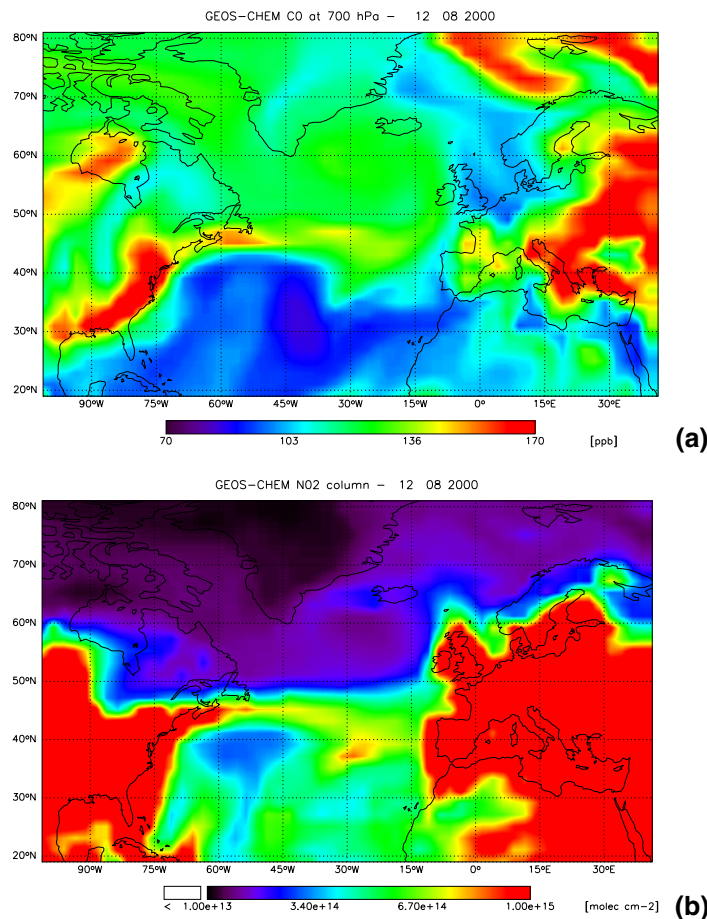 GEOS-CHEM CO at 700 hPa - 12 08 2000
80°N
70°N
60°N
50°N
40°N
30°N
20°N
90°W 75°W 60°W 45°W 30°W 15°W 0° 15°E 30°E
70 103 136 170 [ppb]
(a)
GEOS-CHEM NO2 column - 12 08 2000
80°N
70°N
60°N
50°N
40°N
30°N
20°N
90°W 75°W 60°W 45°W 30°W 15°W 0° 15°E 30°E
< 1.00e+13 3.40e+14 6.70e+14 1.00e+15 [molec cm-2]
(b)